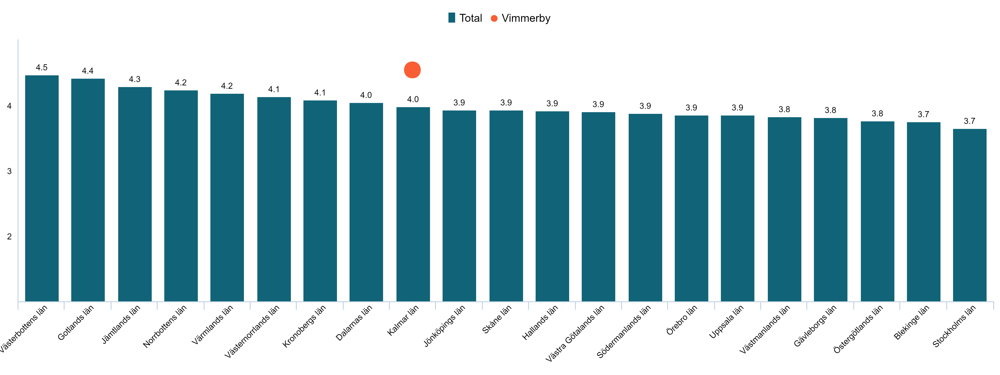 Total Vimmerby
4.5 4.4 4.3 4.2 4.2 4.1 4.1 4.0 4.0 3.9 3.9 3.9 3.9 3.9 3.9 3.9 3.8 3.8 3.8 3.7 3.7
4
3
2
Västerbottens län
Gotlands län
Jämtlands län
Norrbottens län
Värmlands län
Västernorrlands län
Kronobergs län
Dalarnas län
Kalmar län
Jönköpings län
Skåne län
Hallands län
Västra Götalands län
Södermanlands län
Örebro län
Uppsala län
Västmanlands län
Gävleborgs län
Östergötlands län
Blekinge län
Stockholms län